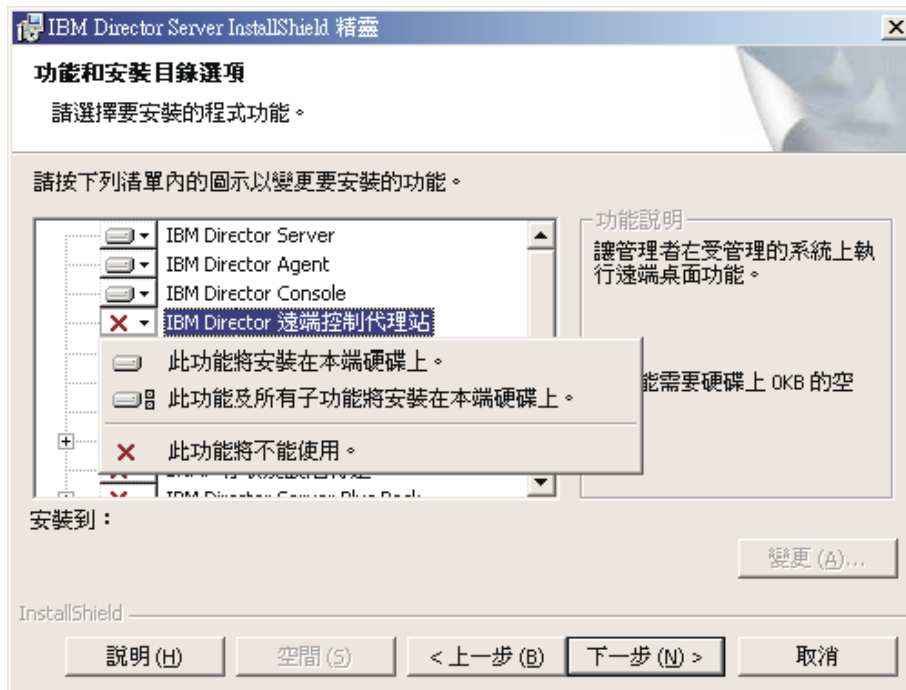 IBM Director Server InstallShield 精靈
功能和安裝目錄選項
請選擇要安裝的程式功能。
請按下列清單內的圖示以變更要安裝的功能。
IBM Director Server
IBM Director Agent
IBM Director Console
IBM Director 遠端控制代理站
此功能將安裝在本端硬碟上。
此功能及所有子功能將安裝在本端硬碟上。
此功能將不能使用。
功能說明
讓管理者在受管理的系統上執
行遠端桌面功能。
能需要硬碟上 0KB 的空
安裝到：
變更(A)...
InstallShield
說明(H)
空間(S)
< 上一步(B)
下一步(N) >
取消